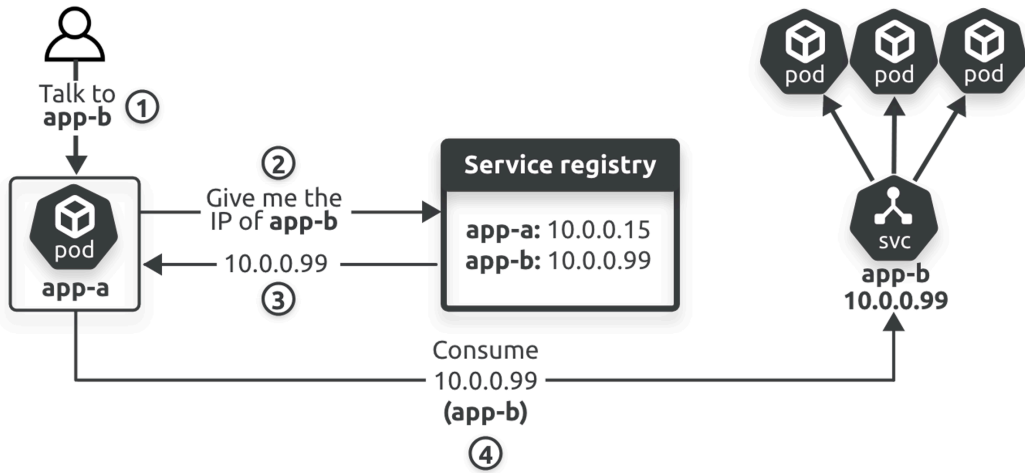 Talk to
app-b
1
pod
app-a
2
Give me the
IP of app-b
10.0.0.99
3
Service registry
app-a: 10.0.0.15
app-b: 10.0.0.99
pod
pod
pod
svc
app-b
10.0.0.99
Consume
10.0.0.99
(app-b)
4